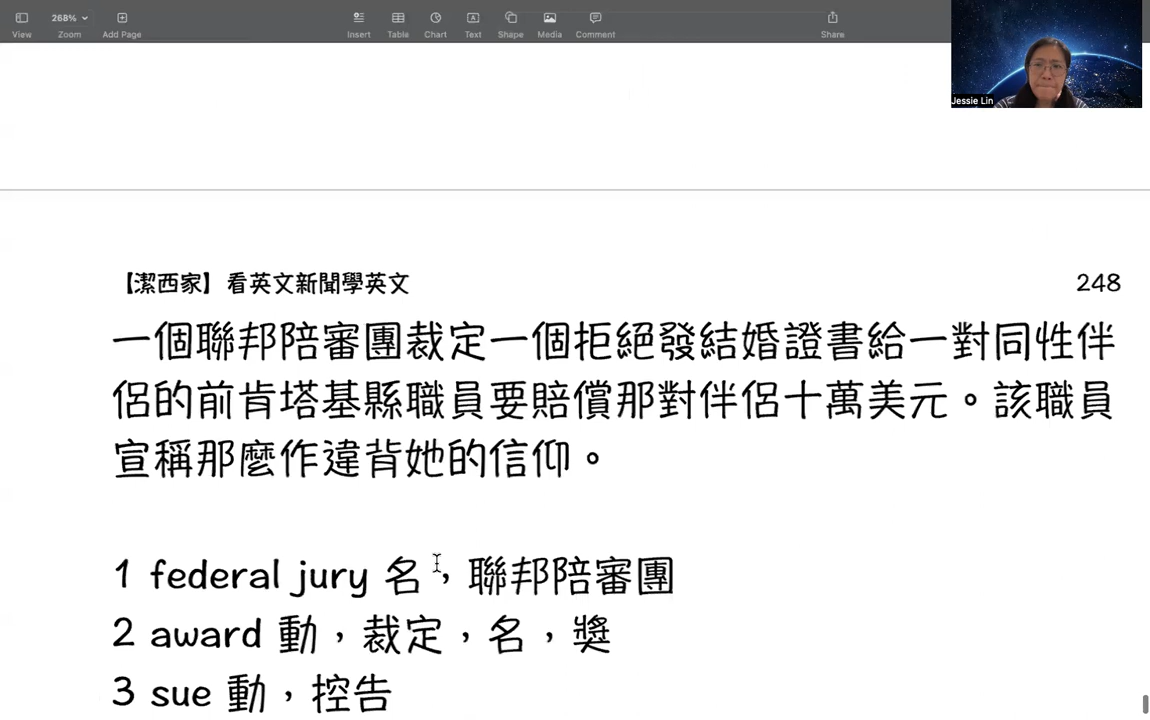 268%
View
Zoom
Add Page
Insert
Table
Chart
Text
Shape
Media
Comment
Share
Jessie Lin
【潔西家】看英文新聞學英文
248
一個聯邦陪審團裁定一個拒絕發結婚證書給一對同性伴
侶的前肯塔基縣職員要賠償那對伴侶十萬美元。該職員
宣稱那麼作違背她的信仰。
1 federal jury 名，聯邦陪審團
2 award 動，裁定，名，獎
3 sue 動，控告